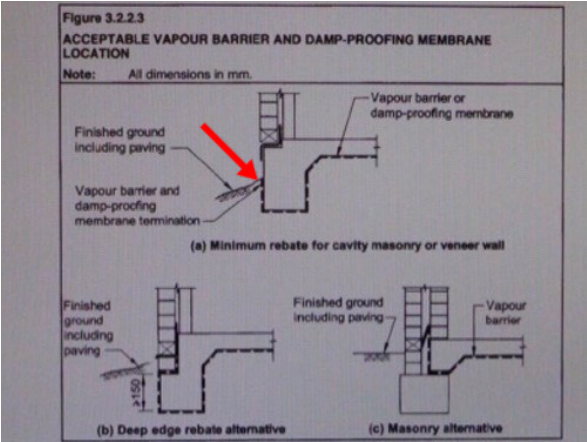 Figure 3.2.2.3
ACCEPTABLE VAPOUR BARRIER AND DAMP-PROOFING MEMBRANE
LOCATION
Note: All dimensions in mm.
Vapour barrier or
damp-proofing membrane
Finished ground
including paving
Vapour barrier and
damp-proofing
membrane termination
(a) Minimum rebate for cavity masonry or veneer wall
Finished
ground
including
paving
≥150
(b) Deep edge rebate alternative
Finished ground
including paving
Vapour
barrier
(c) Masonry alternative